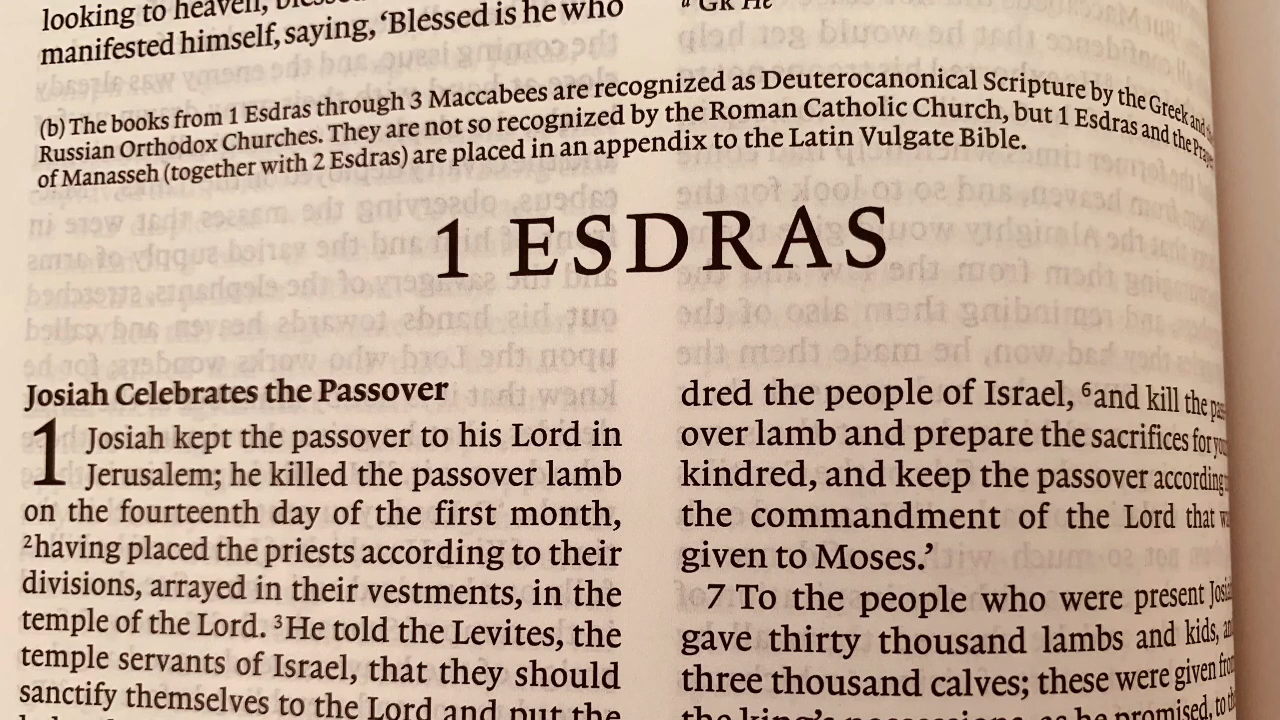 looking to heaven,
manifested himself, saying, ‘Blessed is he who
a Gk He
(b) The books from 1 Esdras through 3 Maccabees are recognized as Deuterocanonical Scripture by the Greek and
Russian Orthodox Churches. They are not so recognized by the Roman Catholic Church, but 1 Esdras and the
of Manasseh (together with 2 Esdras) are placed in an appendix to the Latin Vulgate Bible.
1 ESDRAS
Josiah Celebrates the Passover
1 Josiah kept the passover to his Lord in
Jerusalem; he killed the passover lamb
on the fourteenth day of the first month,
2having placed the priests according to their
divisions, arrayed in their vestments, in the
temple of the Lord. 3He told the Levites, the
temple servants of Israel, that they should
sanctify themselves to the Lord and put the
dred the people of Israel, 6and kill the
over lamb and prepare the sacrifices for
kindred, and keep the passover according
the commandment of the Lord that
given to Moses.’
7 To the people who were present
gave thirty thousand lambs and kids,
three thousand calves; these were given
the king’s possessions, as he promised, to